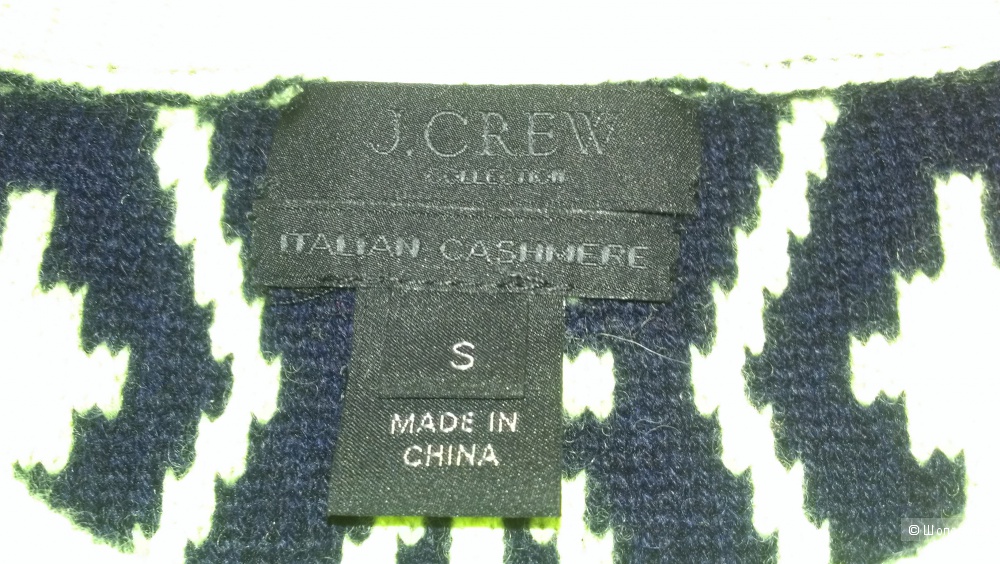 J.CREW
COLLECTION
ITALIAN CASHMERE
S
MADE IN
CHINA